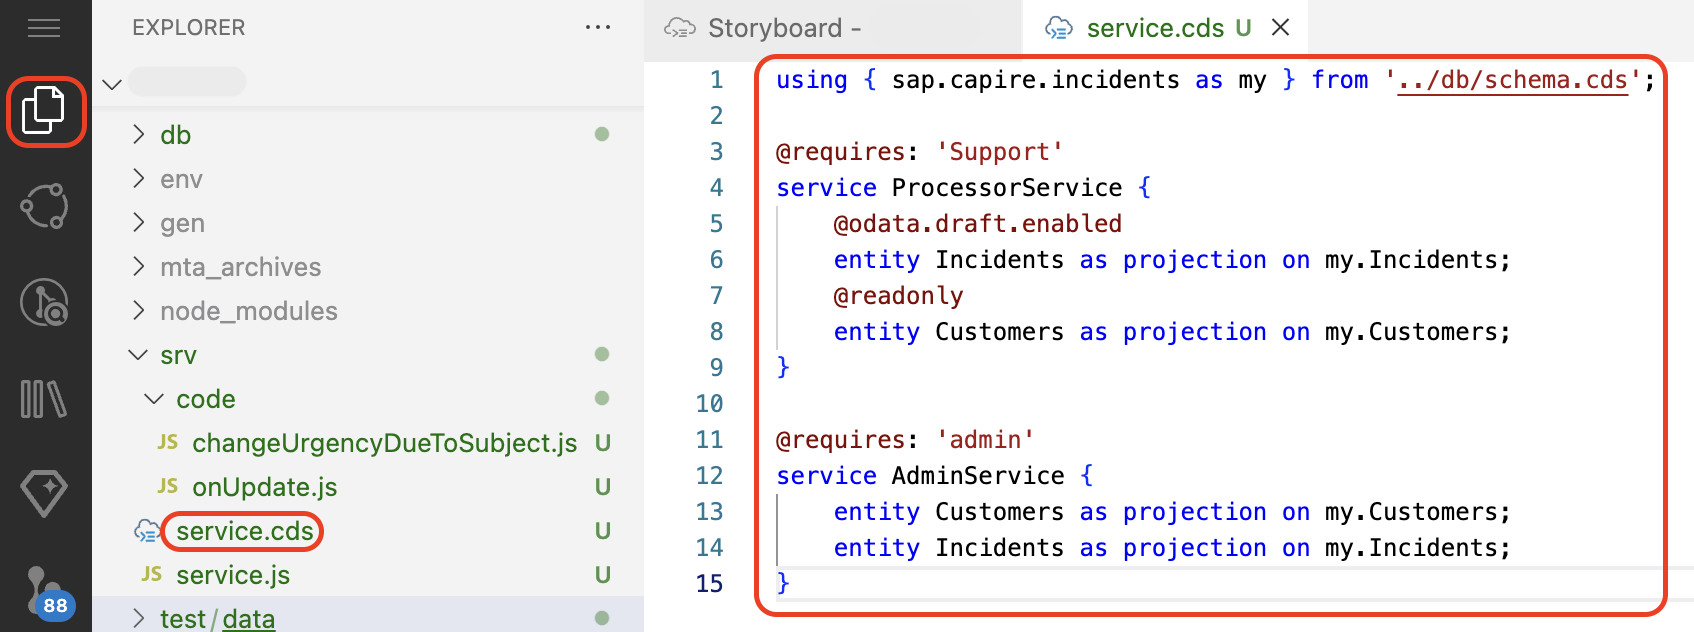 EXPLORER
db
env
gen
mta_archives
node_modules
srv
code
JS changeUrgencyDueToSubject.js U
JS onUpdate.js U
service.cds U
JS service.js U
test/data
88
Storyboard -
service.cds U
1 using { sap.capire.incidents as my } from '../db/schema.cds';
2
3 @requires: 'Support'
4 service ProcessorService {
5 @odata.draft.enabled
6 entity Incidents as projection on my.Incidents;
7 @readonly
8 entity Customers as projection on my.Customers;
9 }
10
11 @requires: 'admin'
12 service AdminService {
13 entity Customers as projection on my.Customers;
14 entity Incidents as projection on my.Incidents;
15 }